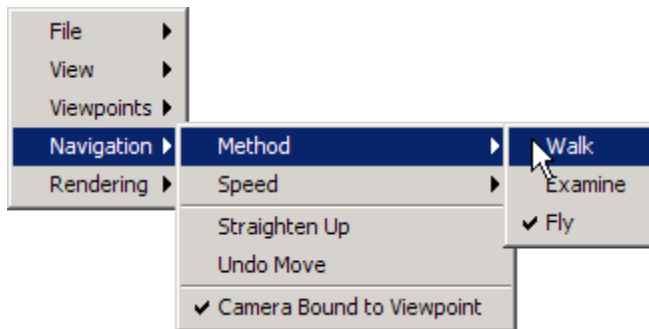 File
View
Viewpoints
Navigation
Rendering
Method
Speed
Straighten Up
Undo Move
Camera Bound to Viewpoint
Walk
Examine
Fly